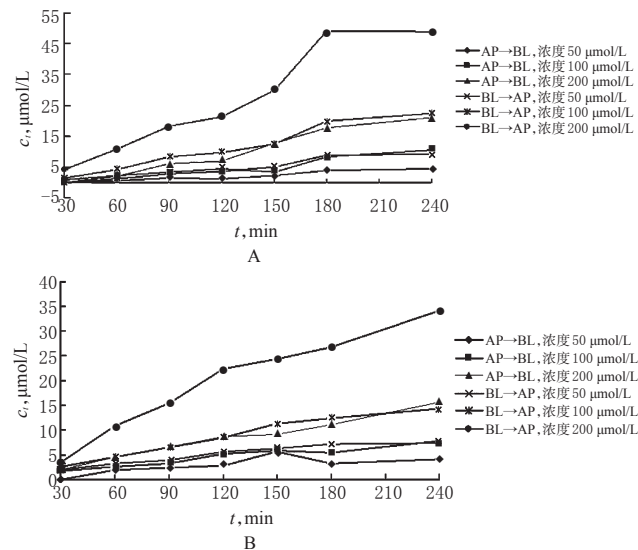 55
45
35
25
15
5
−5
c_t, μmol/L
30 60 90 120 150 180 210 240
t, min
AP→BL, 浓度 50 μmol/L
AP→BL, 浓度 100 μmol/L
AP→BL, 浓度 200 μmol/L
BL→AP, 浓度 50 μmol/L
BL→AP, 浓度 100 μmol/L
BL→AP, 浓度 200 μmol/L
A
40
35
30
25
20
15
10
5
0
c_t, μmol/L
30 60 90 120 150 180 210 240
t, min
AP→BL, 浓度 50 μmol/L
AP→BL, 浓度 100 μmol/L
AP→BL, 浓度 200 μmol/L
BL→AP, 浓度 50 μmol/L
BL→AP, 浓度 100 μmol/L
BL→AP, 浓度 200 μmol/L
B